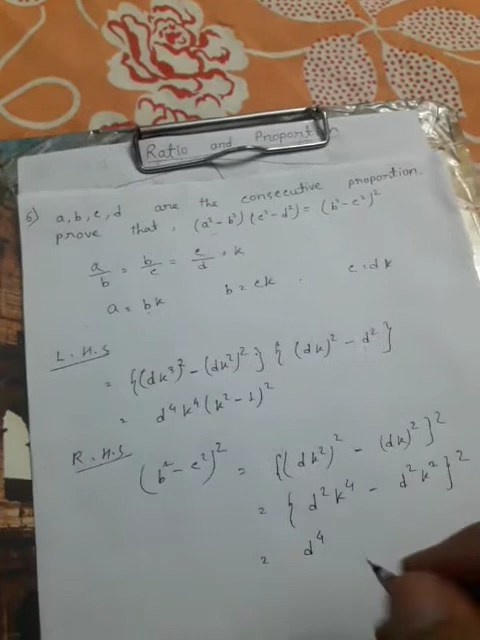 Ratio and Proportion
6) a, b, c, d are the consecutive proportion.
prove that, (a² - b²) (c² - d²) = (b² - c²)²
a/b = b/c = c/d = k
a = bk b = ck c = dk
L.H.S
= {(dk³)² - (dk²)²} {(dk)² - d²}
= d⁴k⁴(k² - 1)²
R.H.S
(b² - c²)² = {(dk²)² - (dk)²}²
= {d²k⁴ - d²k²}²
= d⁴